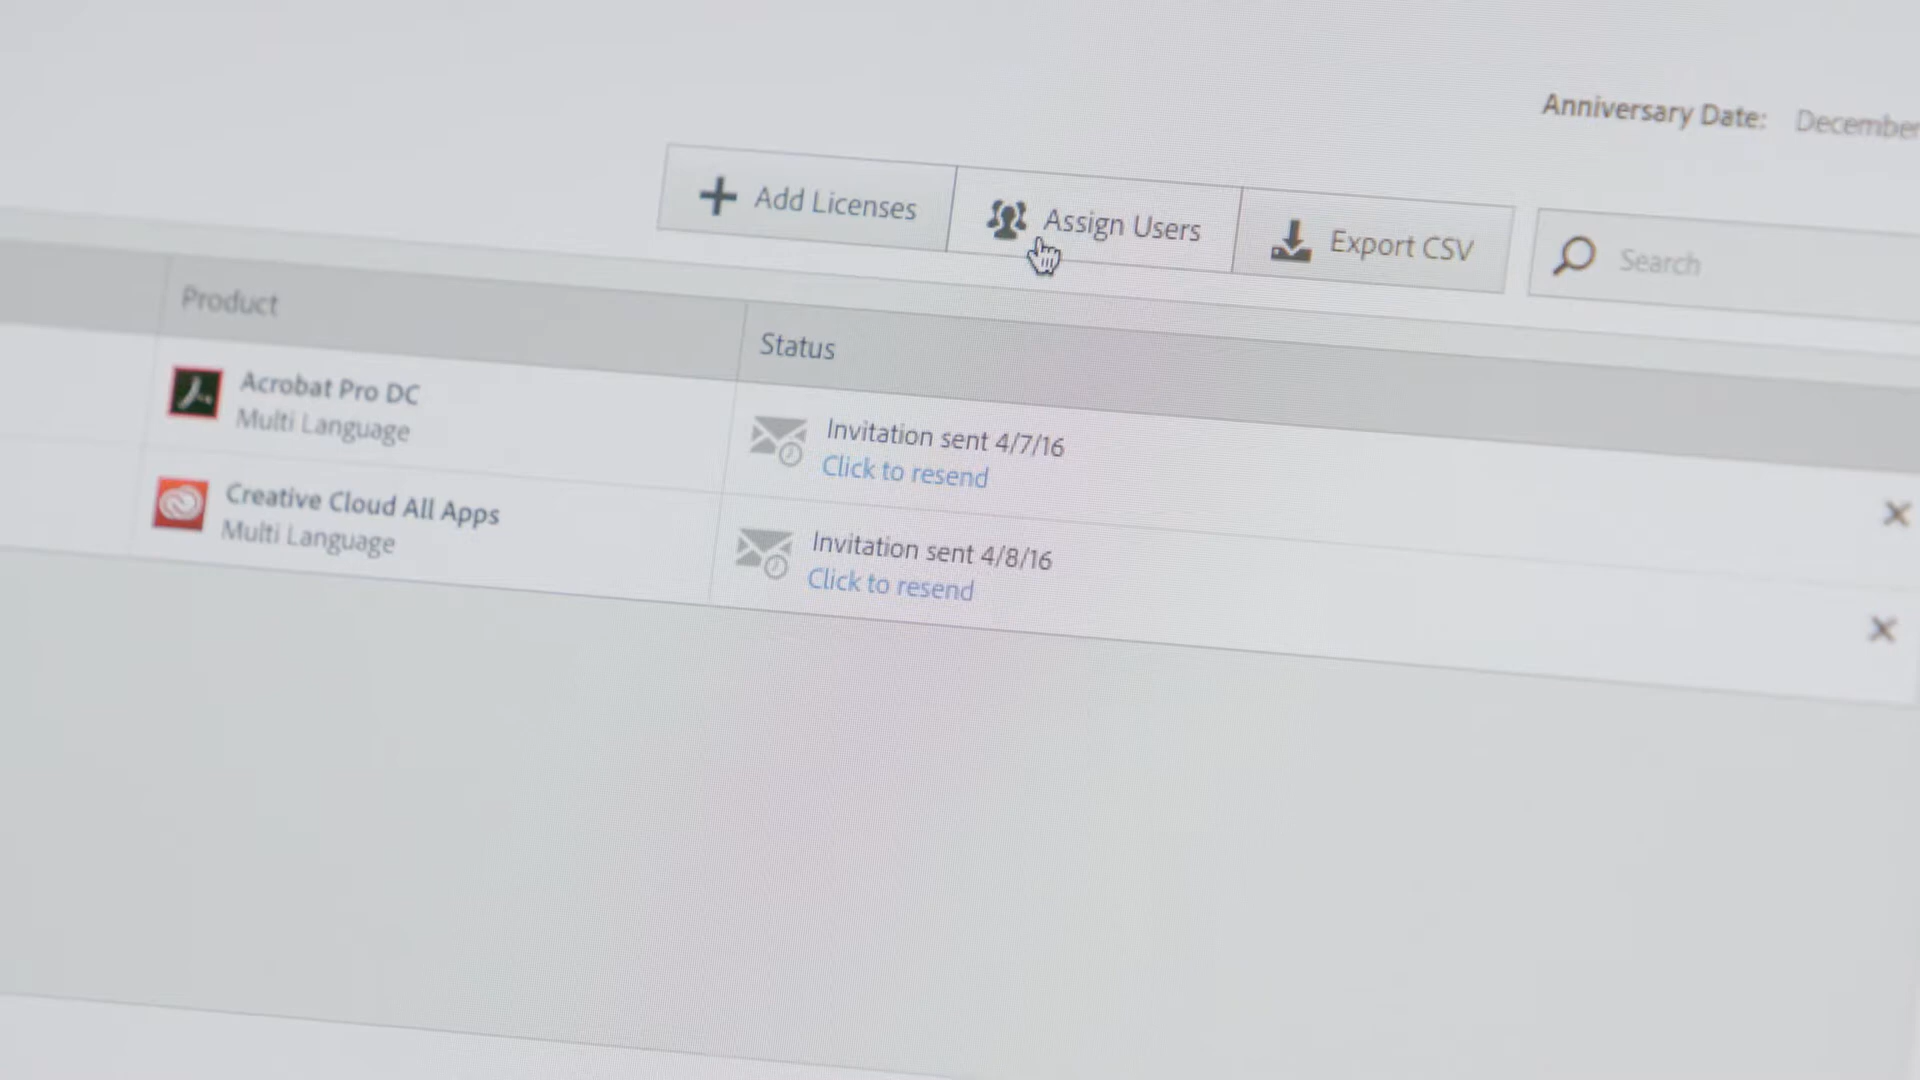 Anniversary Date: December
Add Licenses
Assign Users
Export CSV
Search
Product
Status
Acrobat Pro DC
Multi Language
Invitation sent 4/7/16
Click to resend
Creative Cloud All Apps
Multi Language
Invitation sent 4/8/16
Click to resend